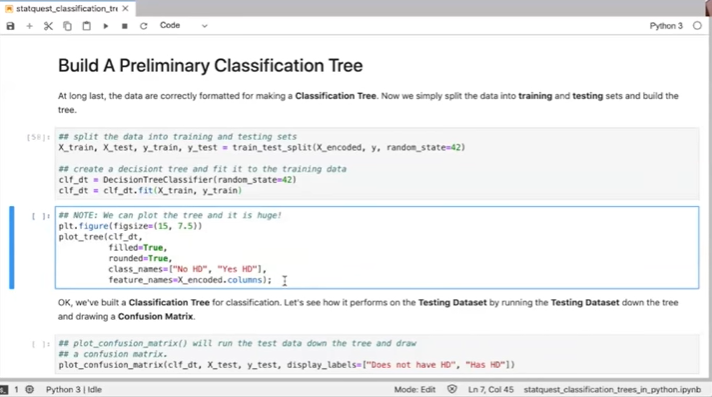 statquest_classification_tre
Code
Python 3
Build A Preliminary Classification Tree
At long last, the data are correctly formatted for making a Classification Tree. Now we simply split the data into training and testing sets and build the
tree.
[50]:
## split the data into training and testing sets
X_train, X_test, y_train, y_test = train_test_split(X_encoded, y, random_state=42)
## create a decisiont tree and fit it to the training data
clf_dt = DecisionTreeClassifier(random_state=42)
clf_dt = clf_dt.fit(X_train, y_train)
[ ]:
## NOTE: We can plot the tree and it is huge!
plt.figure(figsize=(15, 7.5))
plot_tree(clf_dt,
filled=True,
rounded=True,
class_names=["No HD", "Yes HD"],
feature_names=X_encoded.columns);
OK, we've built a Classification Tree for classification. Let's see how it performs on the Testing Dataset by running the Testing Dataset down the tree
and drawing a Confusion Matrix.
[ ]:
## plot_confusion_matrix() will run the test data down the tree and draw
## a confusion matrix.
plot_confusion_matrix(clf_dt, X_test, y_test, display_labels=["Does not have HD", "Has HD"])
1
Python 3 | Idle
Mode: Edit
Ln 7, Col 45
statquest_classification_trees_in_python.ipynb